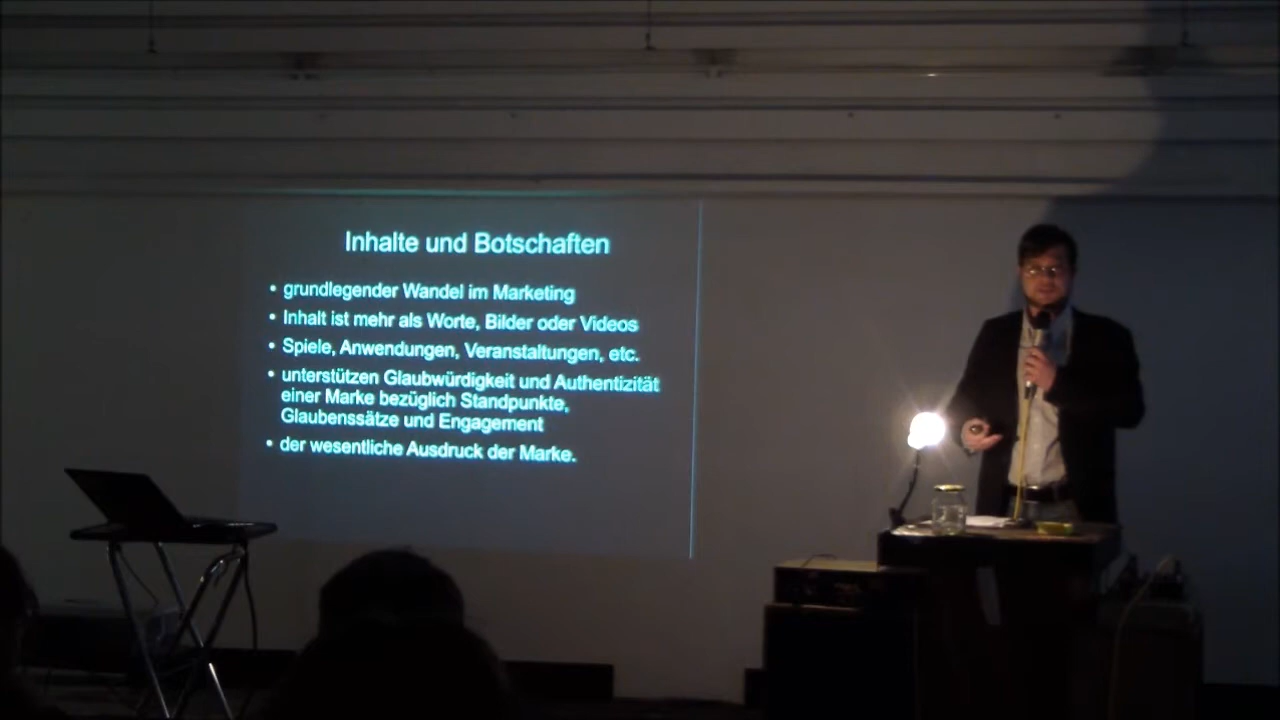 Inhalte und Botschaften
• grundlegender Wandel im Marketing
• Inhalt ist mehr als Worte, Bilder oder Videos
• Spiele, Anwendungen, Veranstaltungen, etc.
• unterstützen Glaubwürdigkeit und Authentizität
einer Marke bezüglich Standpunkte,
Glaubenssätze und Engagement
• der wesentliche Ausdruck der Marke.